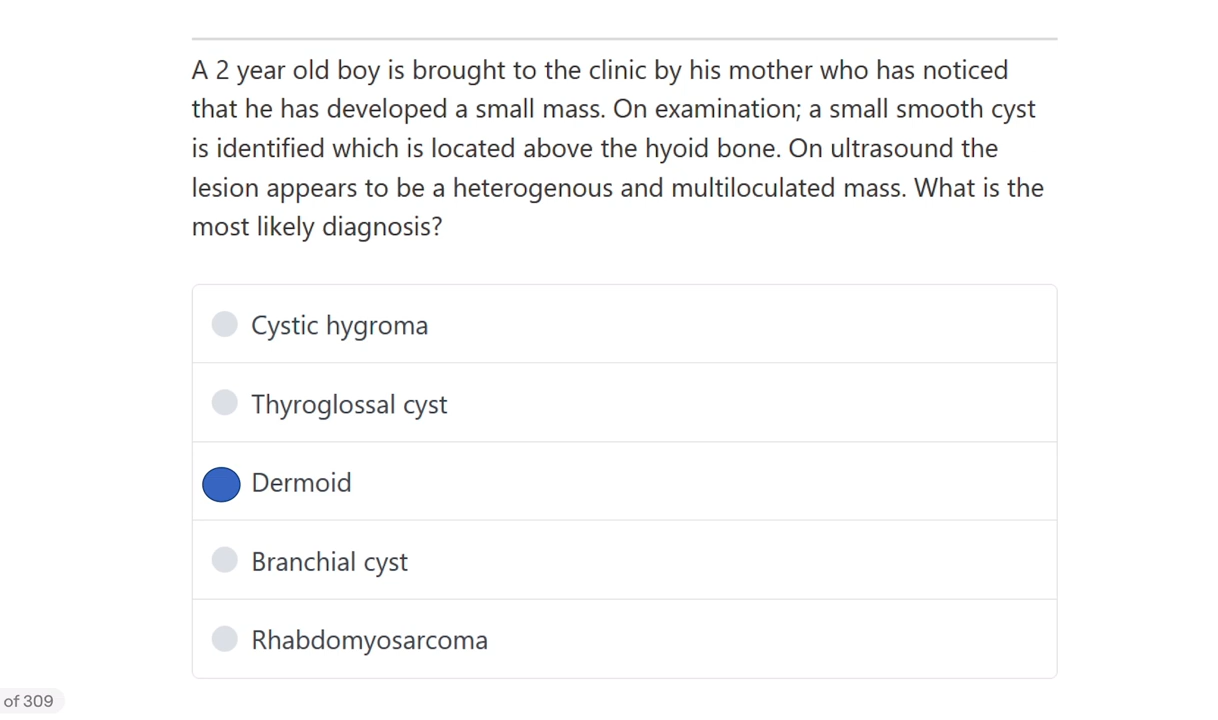 A 2 year old boy is brought to the clinic by his mother who has noticed
that he has developed a small mass. On examination; a small smooth cyst
is identified which is located above the hyoid bone. On ultrasound the
lesion appears to be a heterogenous and multiloculated mass. What is the
most likely diagnosis?
Cystic hygroma
Thyroglossal cyst
Dermoid
Branchial cyst
Rhabdomyosarcoma
of 309